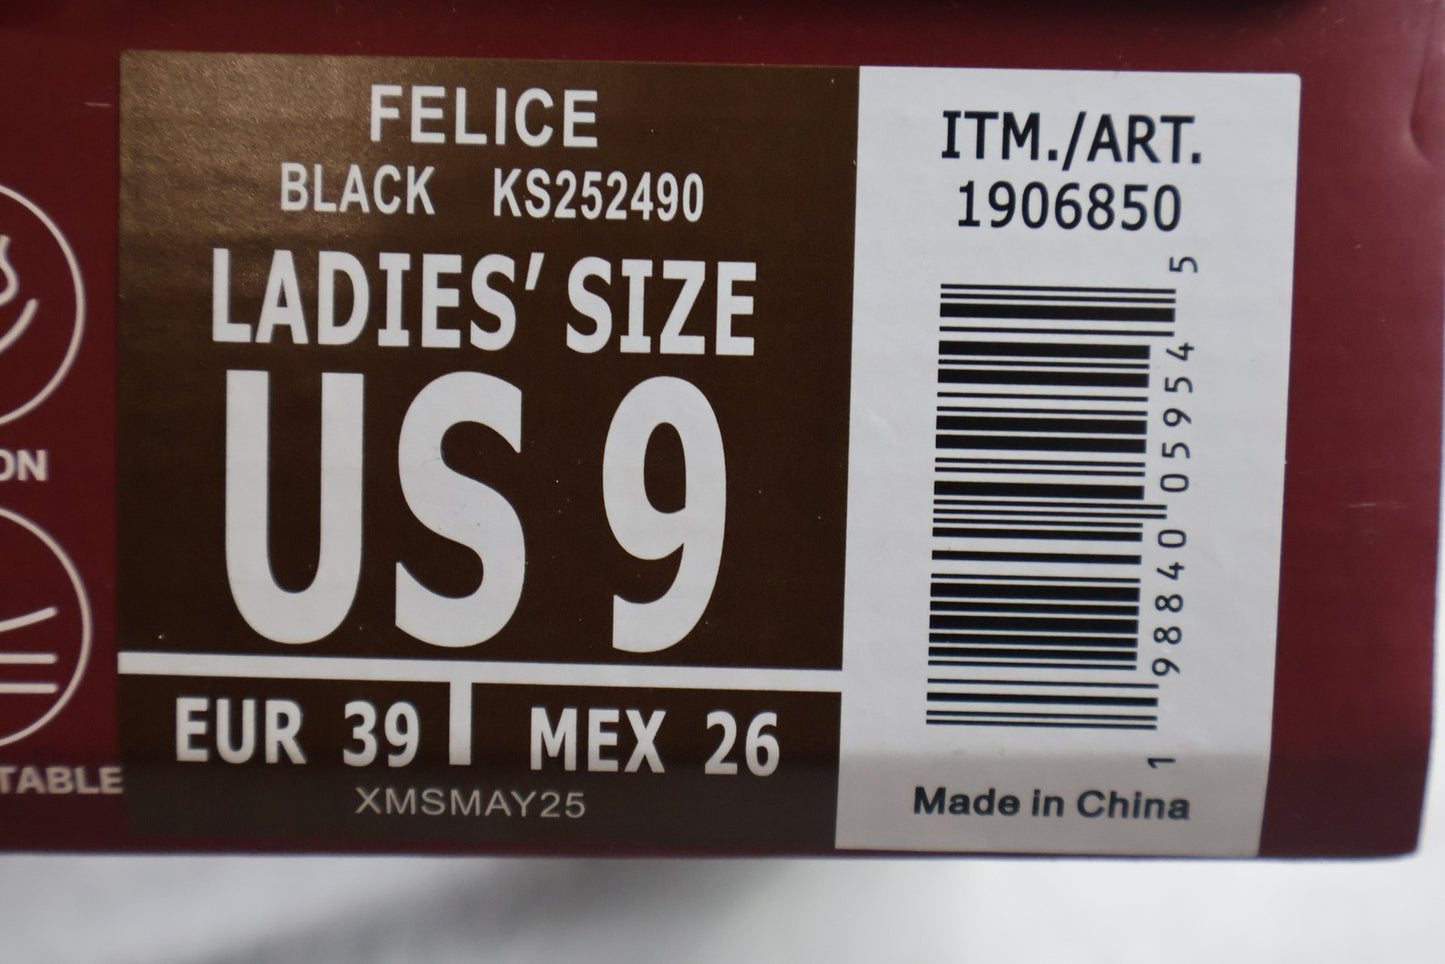 FELICE
BLACK KS252490
LADIES' SIZE
US 9
EUR 39 MEX 26
XMSMAY25
ITM./ART.
1906850
1 98840 05954 5
Made in China
ON
TABLE